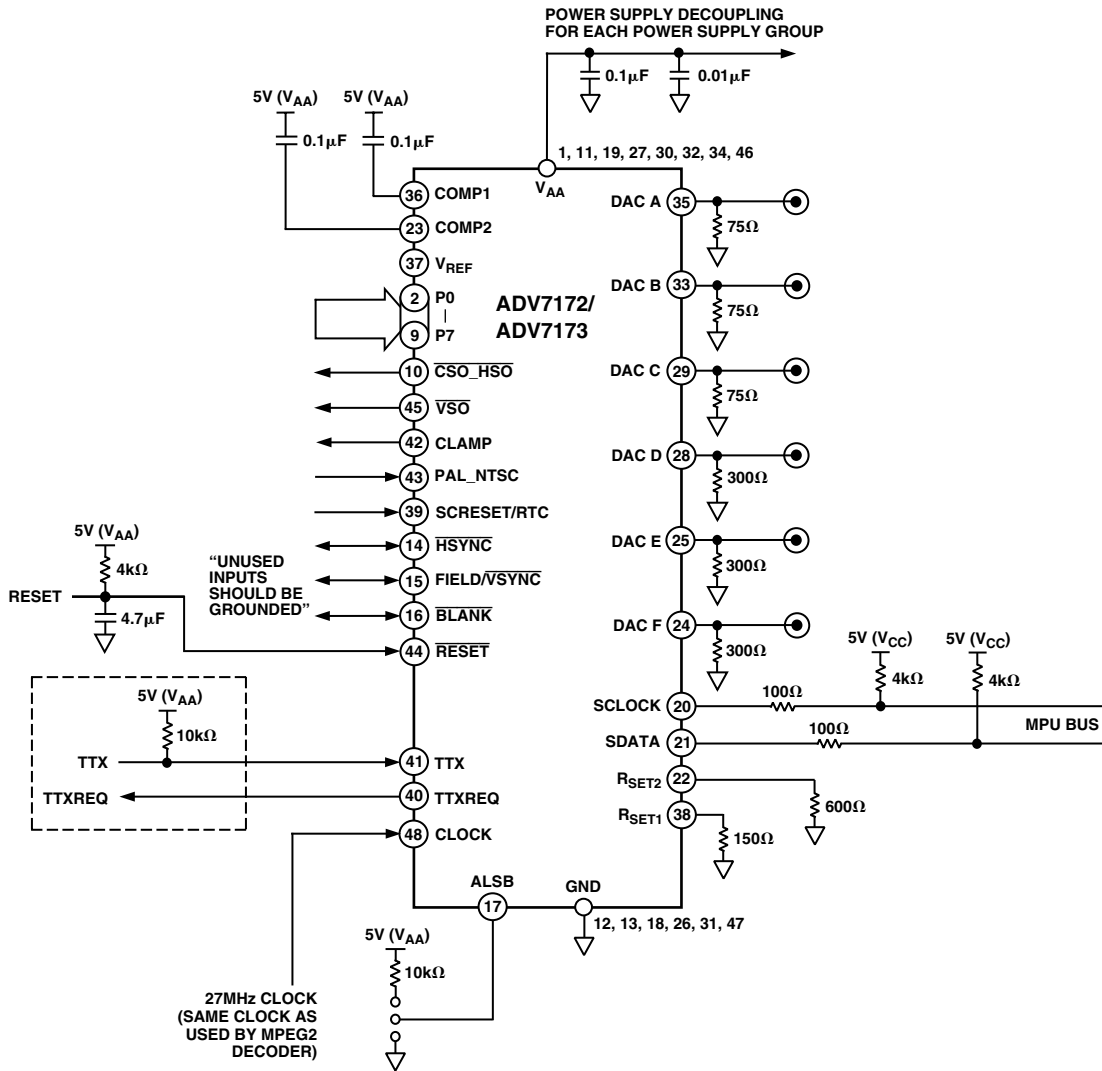 POWER SUPPLY DECOUPLING
FOR EACH POWER SUPPLY GROUP
0.1μF
0.01μF
5V (VAA)
5V (VAA)
0.1μF
0.1μF
1, 11, 19, 27, 30, 32, 34, 46
VAA
36 COMP1
23 COMP2
37 VREF
2 P0
9 P7
10 CSO_HSO
45 VSO
42 CLAMP
43 PAL_NTSC
39 SCRESET/RTC
14 HSYNC
15 FIELD/VSYNC
16 BLANK
44 RESET
ADV7172/
ADV7173
DAC A 35
75Ω
DAC B 33
75Ω
DAC C 29
75Ω
DAC D 28
300Ω
DAC E 25
300Ω
DAC F 24
300Ω
5V (VAA)
4kΩ
RESET
4.7μF
“UNUSED
INPUTS
SHOULD BE
GROUNDED”
5V (VCC)
5V (VCC)
4kΩ
4kΩ
SCLOCK 20
100Ω
SDATA 21
100Ω
MPU BUS
RSET2 22
600Ω
RSET1 38
150Ω
5V (VAA)
10kΩ
TTX
41 TTX
TTXREQ
40 TTXREQ
48 CLOCK
ALSB
17
GND
12, 13, 18, 26, 31, 47
5V (VAA)
10kΩ
27MHz CLOCK
(SAME CLOCK AS
USED BY MPEG2
DECODER)